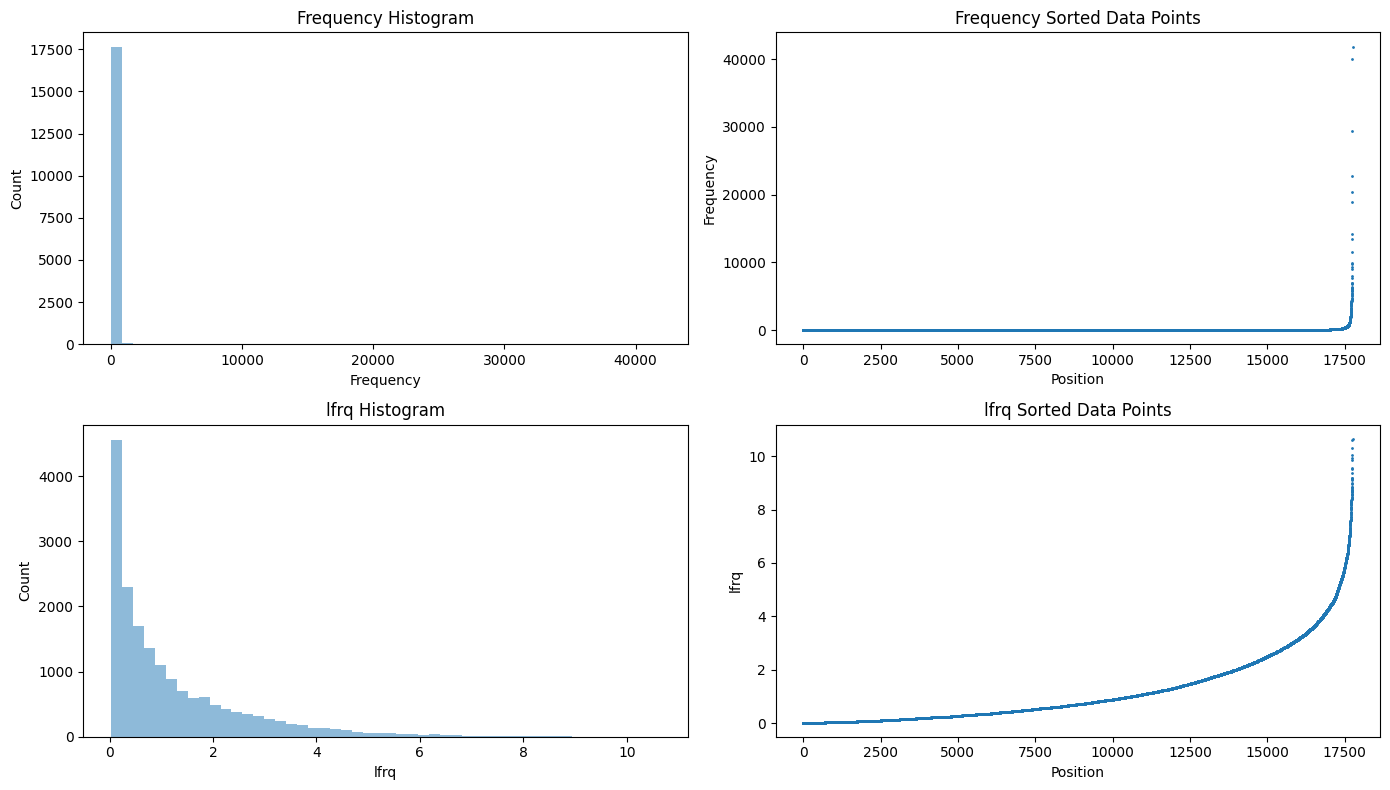 Frequency Histogram
17500
15000
12500
10000
7500
5000
2500
0
Count
0 10000 20000 30000 40000
Frequency
Frequency Sorted Data Points
40000
30000
20000
10000
0
Frequency
0 2500 5000 7500 10000 12500 15000 17500
Position
lfrq Histogram
4000
3000
2000
1000
0
Count
0 2 4 6 8 10
lfrq
lfrq Sorted Data Points
10
8
6
4
2
0
lfrq
0 2500 5000 7500 10000 12500 15000 17500
Position